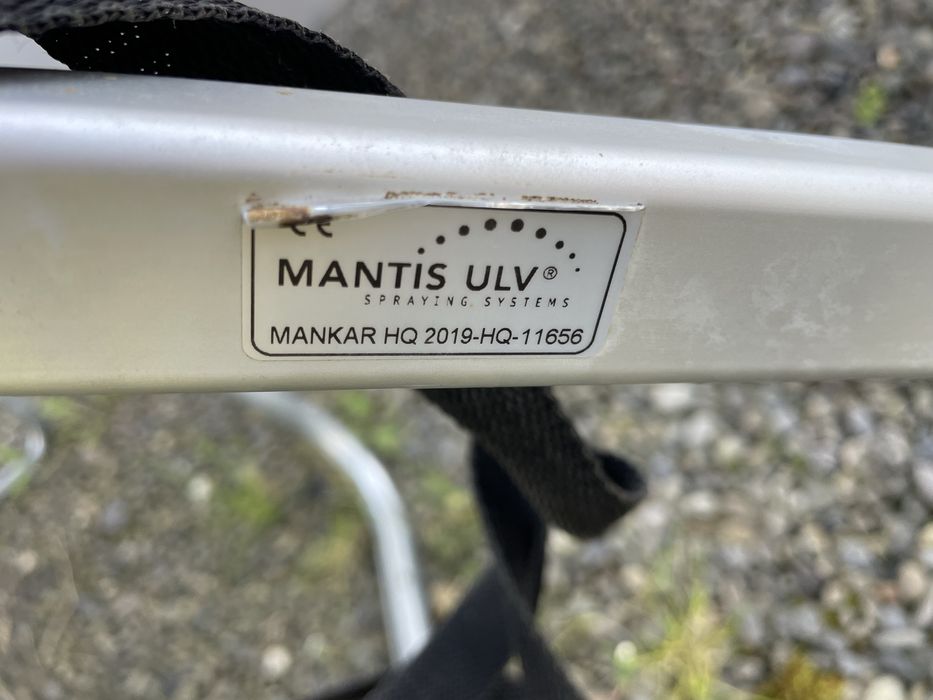 CE
MANTIS ULV®
SPRAYING SYSTEMS
MANKAR HQ 2019-HQ-11656